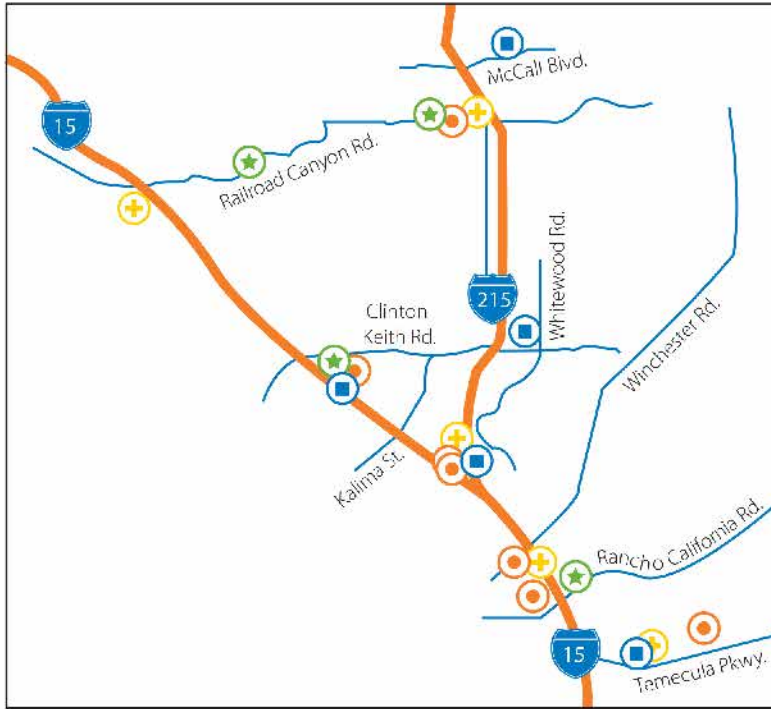 McCall Blvd.
15
Railroad Canyon Rd.
215
Whitewood Rd.
Clinton
Keith Rd.
Winchester Rd.
Kalima St.
Rancho California Rd.
15
Temecula Pkwy.